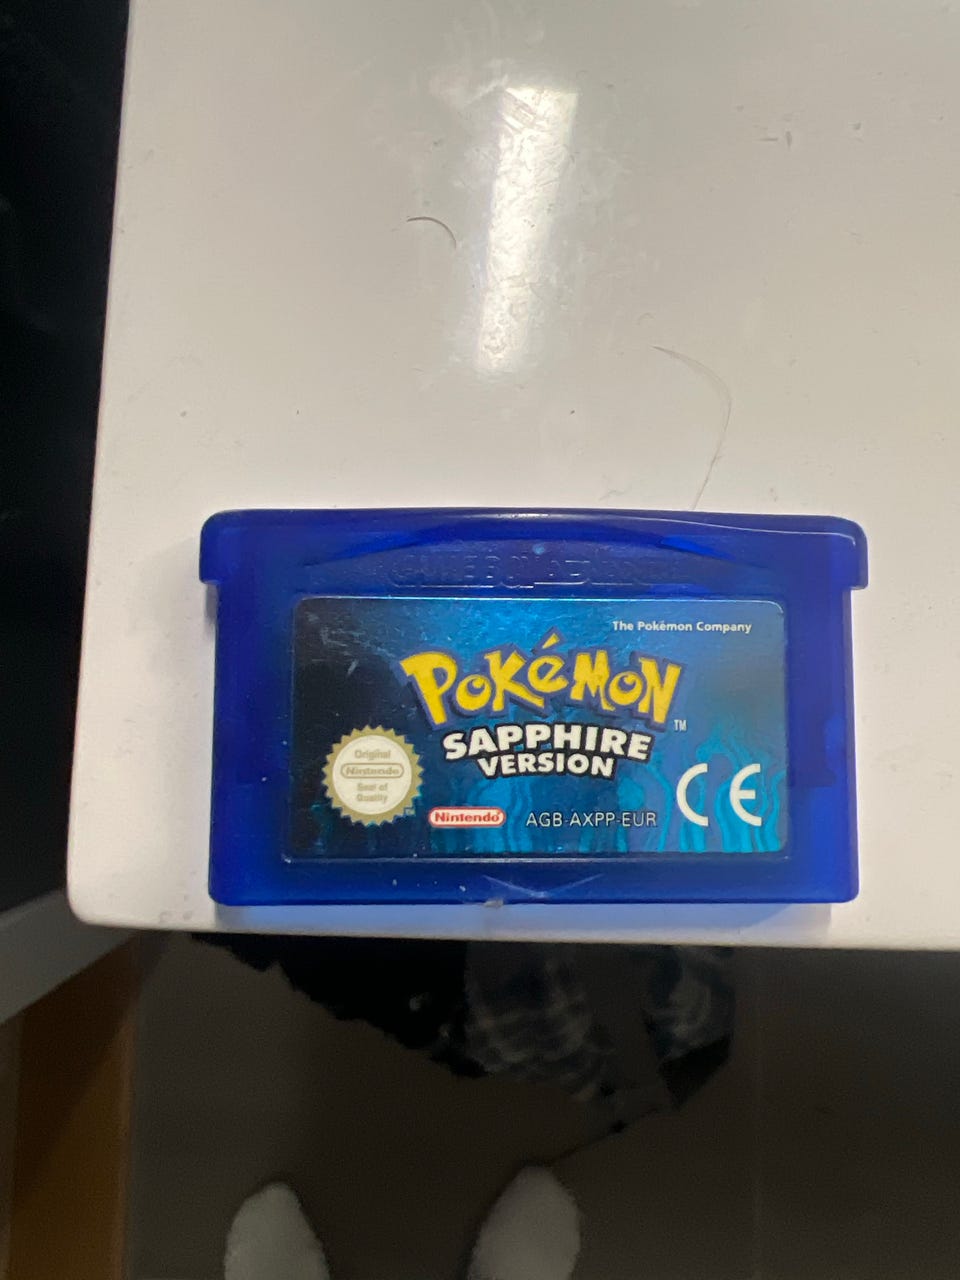 GAME BOY ADVANCE
The Pokémon Company
POKéMON
TM
SAPPHIRE
VERSION
Original
Nintendo
Seal of
Quality
Nintendo
AGB-AXPP-EUR
CE